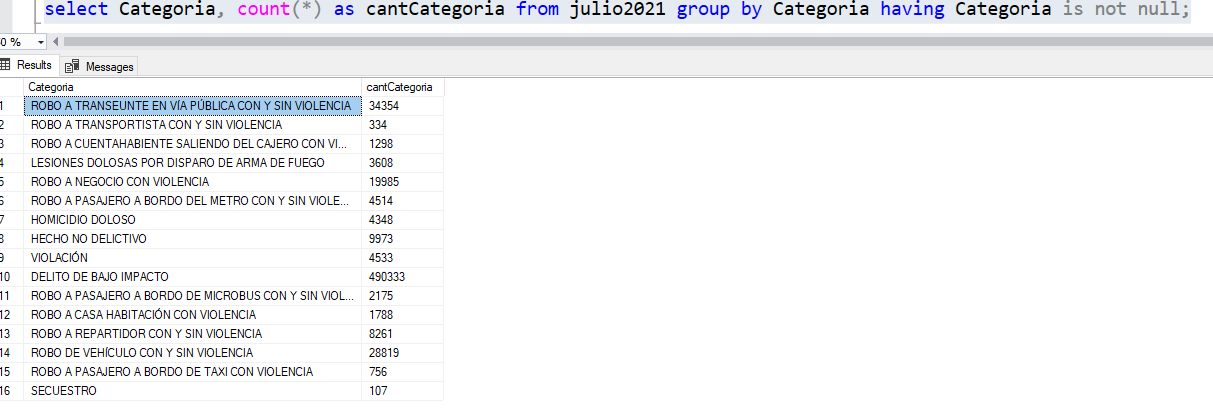 select Categoria, count(*) as cantCategoria from julio2021 group by Categoria having Categoria is not null;
0 %
Results Messages
Categoria cantCategoria
1 ROBO A TRANSEUNTE EN VÍA PÚBLICA CON Y SIN VIOLENCIA 34354
2 ROBO A TRANSPORTISTA CON Y SIN VIOLENCIA 334
3 ROBO A CUENTAHABIENTE SALIENDO DEL CAJERO CON VI... 1298
4 LESIONES DOLOSAS POR DISPARO DE ARMA DE FUEGO 3608
5 ROBO A NEGOCIO CON VIOLENCIA 19985
6 ROBO A PASAJERO A BORDO DEL METRO CON Y SIN VIOLE... 4514
7 HOMICIDIO DOLOSO 4348
8 HECHO NO DELICTIVO 9973
9 VIOLACIÓN 4533
10 DELITO DE BAJO IMPACTO 490333
11 ROBO A PASAJERO A BORDO DE MICROBUS CON Y SIN VIOL... 2175
12 ROBO A CASA HABITACIÓN CON VIOLENCIA 1788
13 ROBO A REPARTIDOR CON Y SIN VIOLENCIA 8261
14 ROBO DE VEHÍCULO CON Y SIN VIOLENCIA 28819
15 ROBO A PASAJERO A BORDO DE TAXI CON VIOLENCIA 756
16 SECUESTRO 107